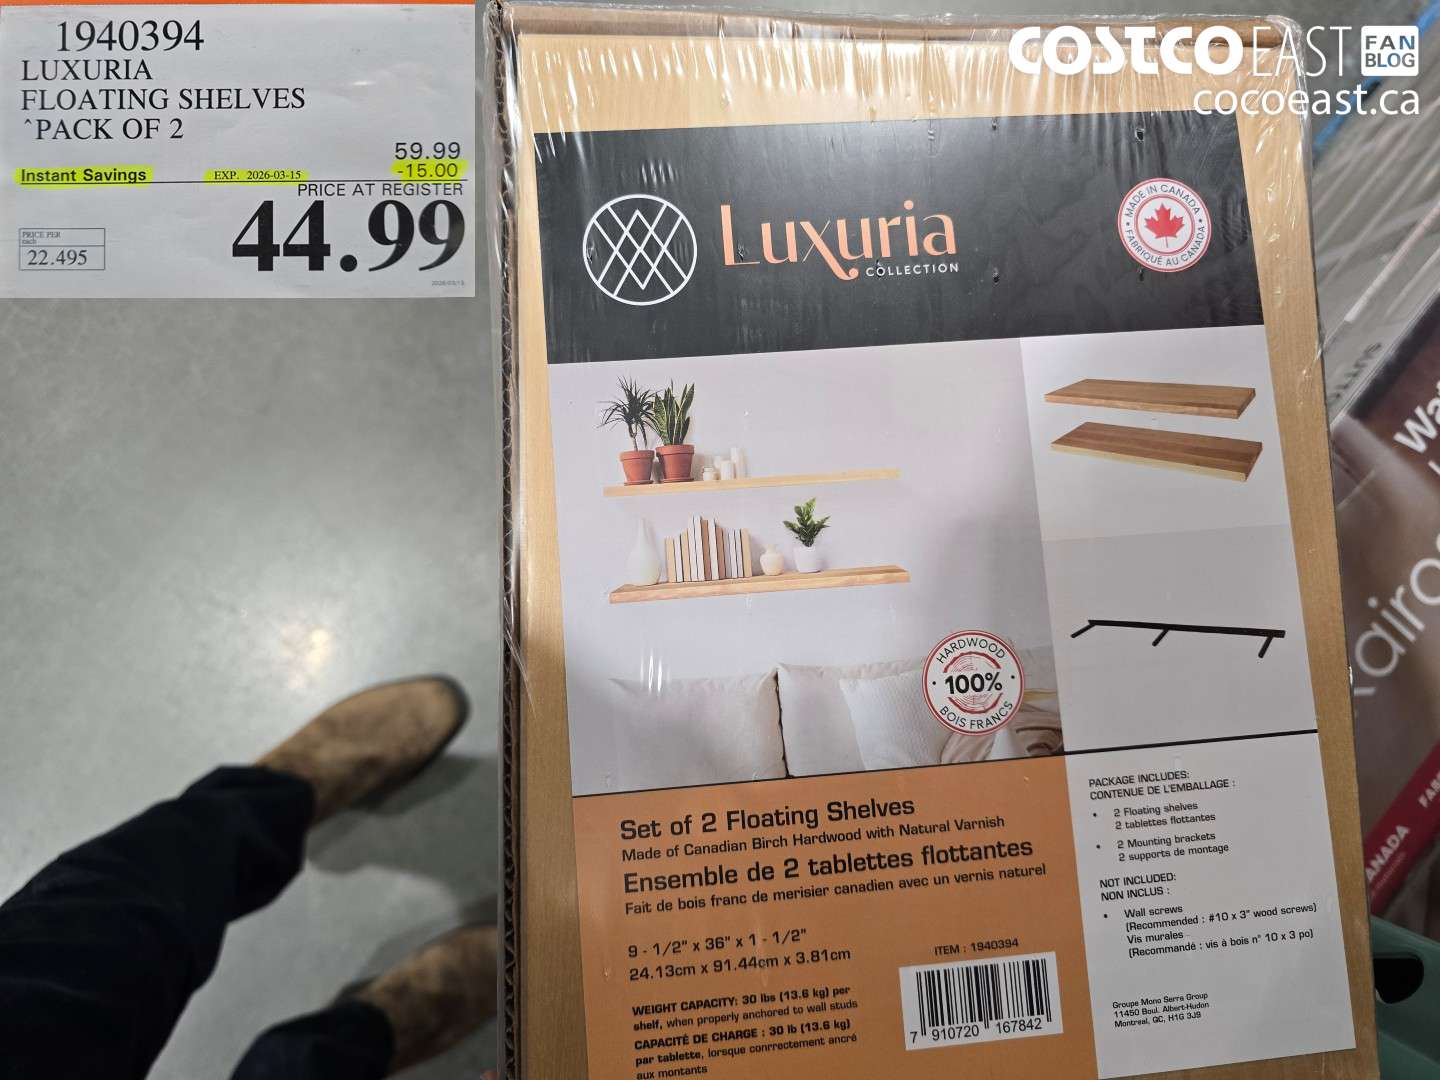 1940394
LUXURIA
FLOATING SHELVES
^PACK OF 2
59.99
Instant Savings EXP. 2026-03-15 -15.00
PRICE AT REGISTER
44.99
PRICE PER
each
22.495
2026/03/13
COSTCO EAST FAN BLOG
cocoeast.ca
Luxuria
COLLECTION
MADE IN CANADA
FABRIQUÉ AU CANADA
HARDWOOD
100%
BOIS FRANCS
Set of 2 Floating Shelves
Made of Canadian Birch Hardwood with Natural Varnish
Ensemble de 2 tablettes flottantes
Fait de bois franc de merisier canadien avec un vernis naturel
9 - 1/2" x 36" x 1 - 1/2"
24.13cm x 91.44cm x 3.81cm
WEIGHT CAPACITY: 30 lbs (13.6 kg) per
shelf, when properly anchored to wall studs
CAPACITÉ DE CHARGE : 30 lb (13.6 kg)
par tablette, lorsque conrrectement ancré
aux montants
ITEM : 1940394
7 910720 167842
PACKAGE INCLUDES:
CONTENUE DE L'EMBALLAGE :
• 2 Floating shelves
2 tablettes flottantes
• 2 Mounting brackets
2 supports de montage
NOT INCLUDED:
NON INCLUS :
• Wall screws
(Recommended : #10 x 3" wood screws)
Vis murales
(Recommandé : vis à bois n° 10 x 3 po)
Groupe Mono Serra Group
11450 Boul. Albert-Hudon
Montreal, QC, H1G 3J9